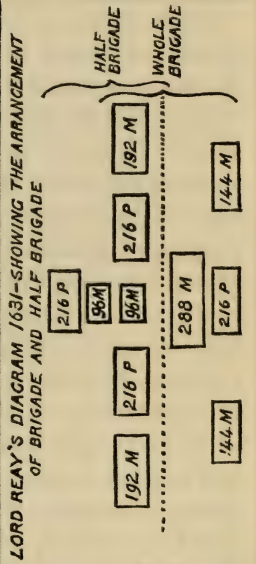 LORD REAY'S DIAGRAM 1631-SHOWING THE ARRANGEMENT
OF BRIGADE AND HALF BRIGADE
216 P
96M
192 M 216 P 96M 216 P 192 M
288 M
144 M 216 P 144 M
HALF
BRIGADE
WHOLE
BRIGADE